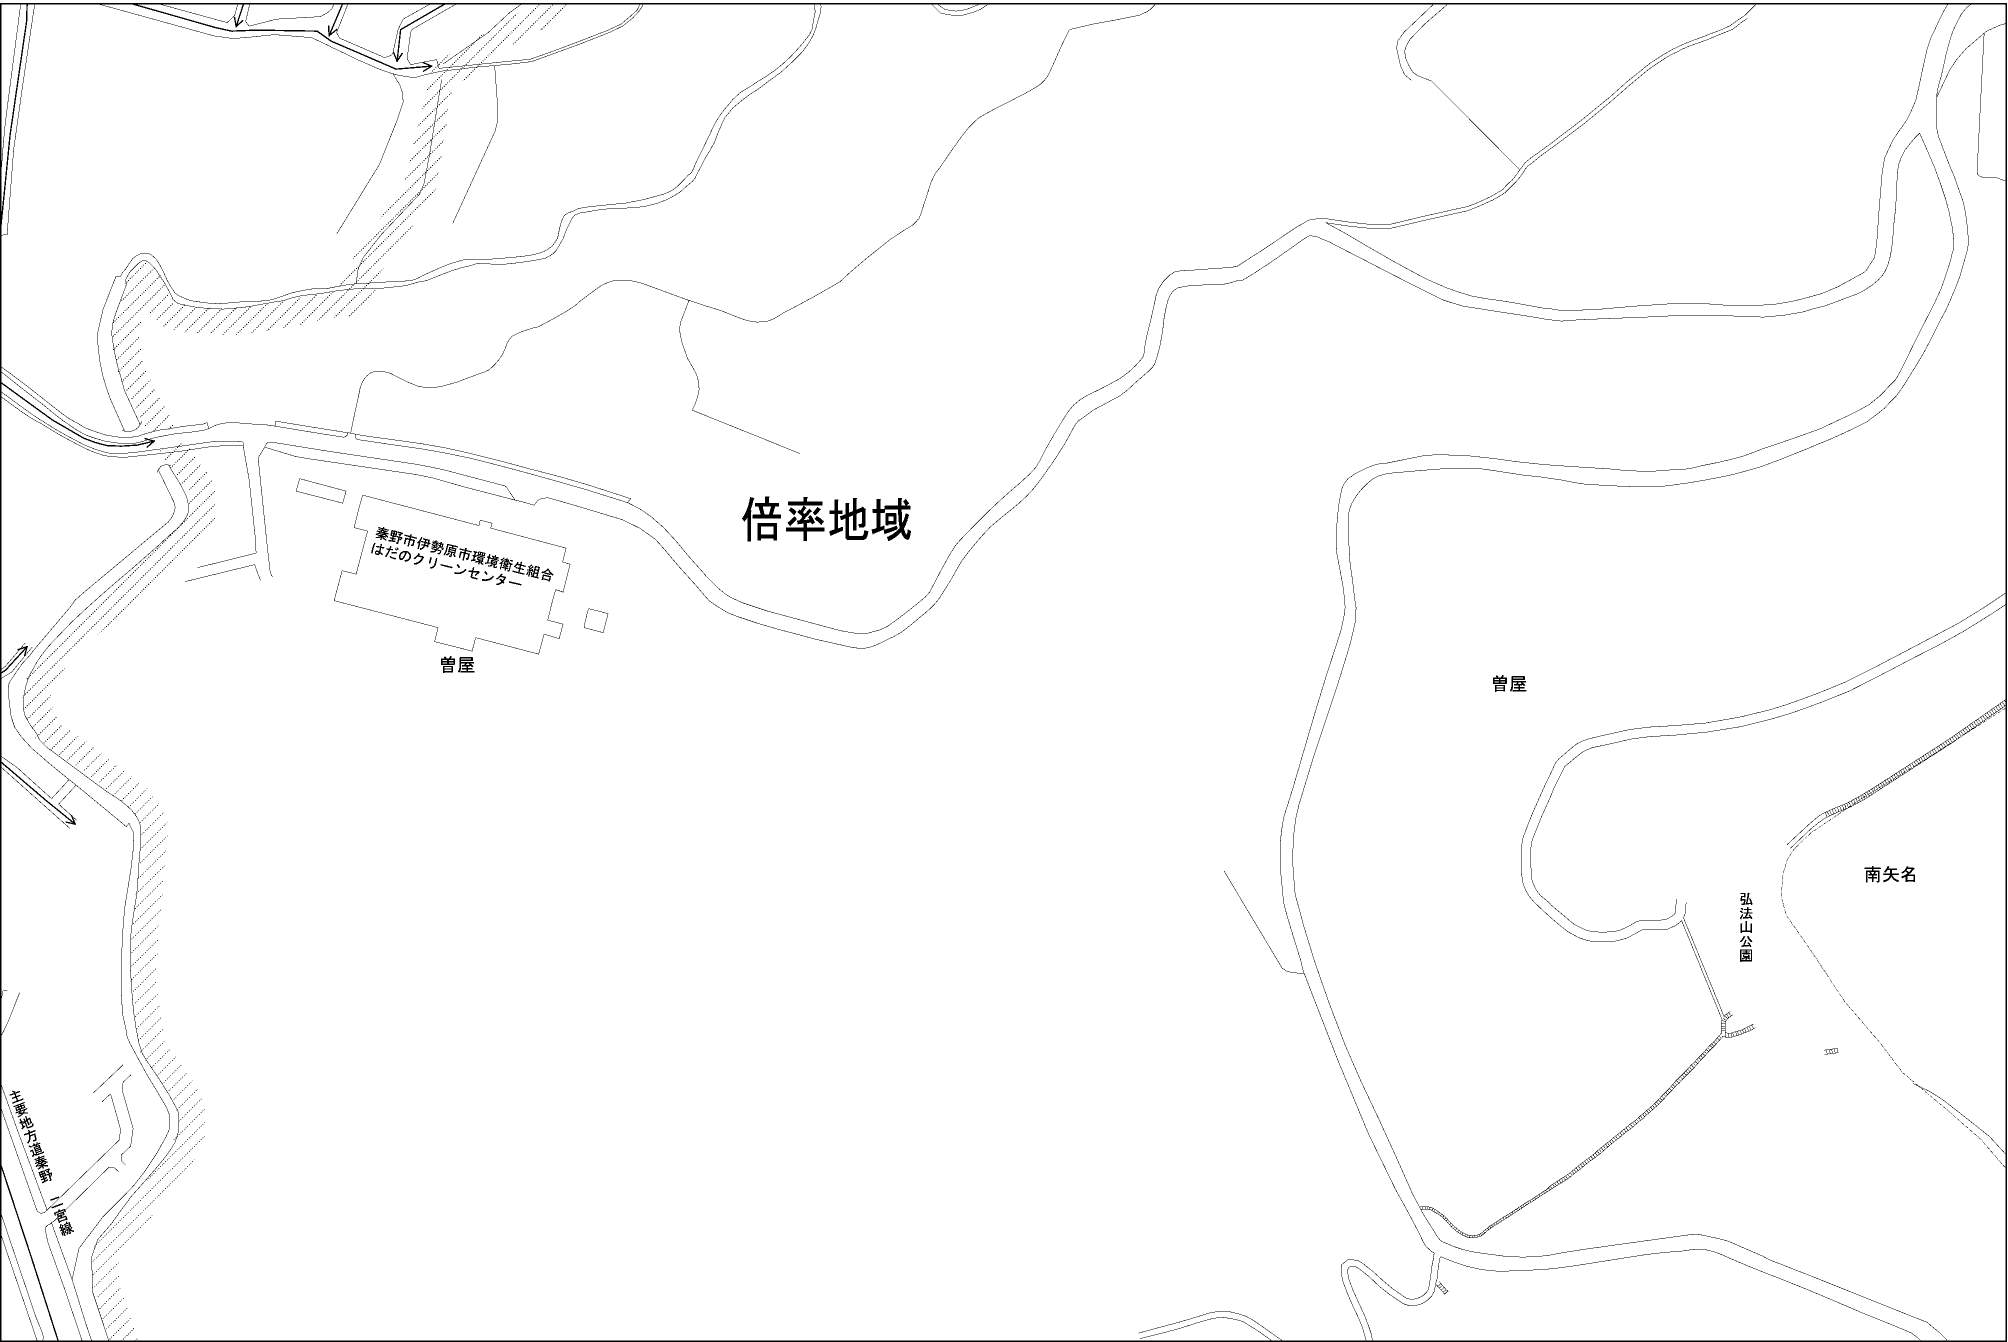 倍率地域
秦野市伊勢原市環境衛生組合
はだのクリーンセンター
曽屋
曽屋
南矢名
弘法山公園
主要地方道秦野　二宮線